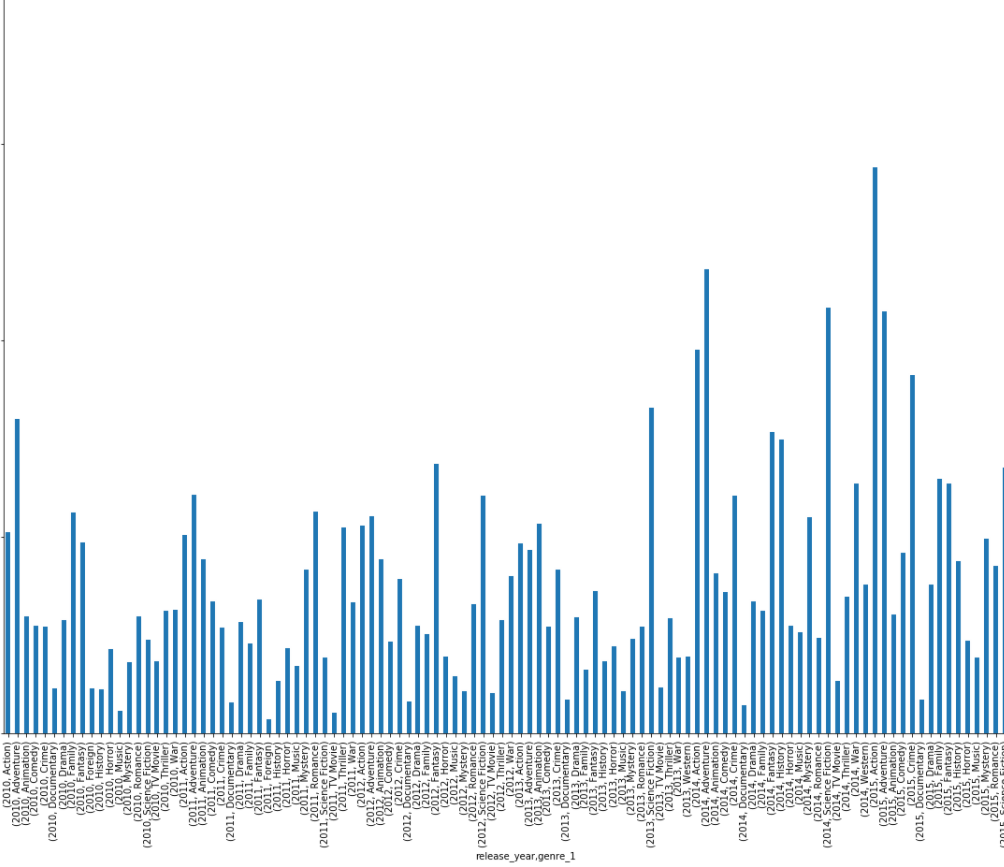 (2010, Action)
(2010, Adventure)
(2010, Animation)
(2010, Comedy)
(2010, Crime)
(2010, Documentary)
(2010, Drama)
(2010, Family)
(2010, Fantasy)
(2010, Foreign)
(2010, History)
(2010, Horror)
(2010, Music)
(2010, Mystery)
(2010, Romance)
(2010, Science Fiction)
(2010, TV Movie)
(2010, Thriller)
(2010, War)
(2011, Action)
(2011, Adventure)
(2011, Animation)
(2011, Comedy)
(2011, Crime)
(2011, Documentary)
(2011, Drama)
(2011, Family)
(2011, Fantasy)
(2011, Foreign)
(2011, History)
(2011, Horror)
(2011, Music)
(2011, Mystery)
(2011, Romance)
(2011, Science Fiction)
(2011, TV Movie)
(2011, Thriller)
(2011, War)
(2012, Action)
(2012, Adventure)
(2012, Animation)
(2012, Comedy)
(2012, Crime)
(2012, Documentary)
(2012, Drama)
(2012, Family)
(2012, Fantasy)
(2012, Horror)
(2012, Music)
(2012, Mystery)
(2012, Romance)
(2012, Science Fiction)
(2012, TV Movie)
(2012, Thriller)
(2012, War)
(2013, Action)
(2013, Adventure)
(2013, Animation)
(2013, Comedy)
(2013, Crime)
(2013, Documentary)
(2013, Drama)
(2013, Family)
(2013, Fantasy)
(2013, History)
(2013, Horror)
(2013, Music)
(2013, Mystery)
(2013, Romance)
(2013, Science Fiction)
(2013, TV Movie)
(2013, Thriller)
(2013, War)
(2013, Western)
(2014, Action)
(2014, Adventure)
(2014, Animation)
(2014, Comedy)
(2014, Crime)
(2014, Documentary)
(2014, Drama)
(2014, Family)
(2014, Fantasy)
(2014, History)
(2014, Horror)
(2014, Music)
(2014, Mystery)
(2014, Romance)
(2014, Science Fiction)
(2014, TV Movie)
(2014, Thriller)
(2014, War)
(2014, Western)
(2015, Action)
(2015, Adventure)
(2015, Animation)
(2015, Comedy)
(2015, Crime)
(2015, Documentary)
(2015, Drama)
(2015, Family)
(2015, Fantasy)
(2015, History)
(2015, Horror)
(2015, Music)
(2015, Mystery)
(2015, Romance)
release_year,genre_1